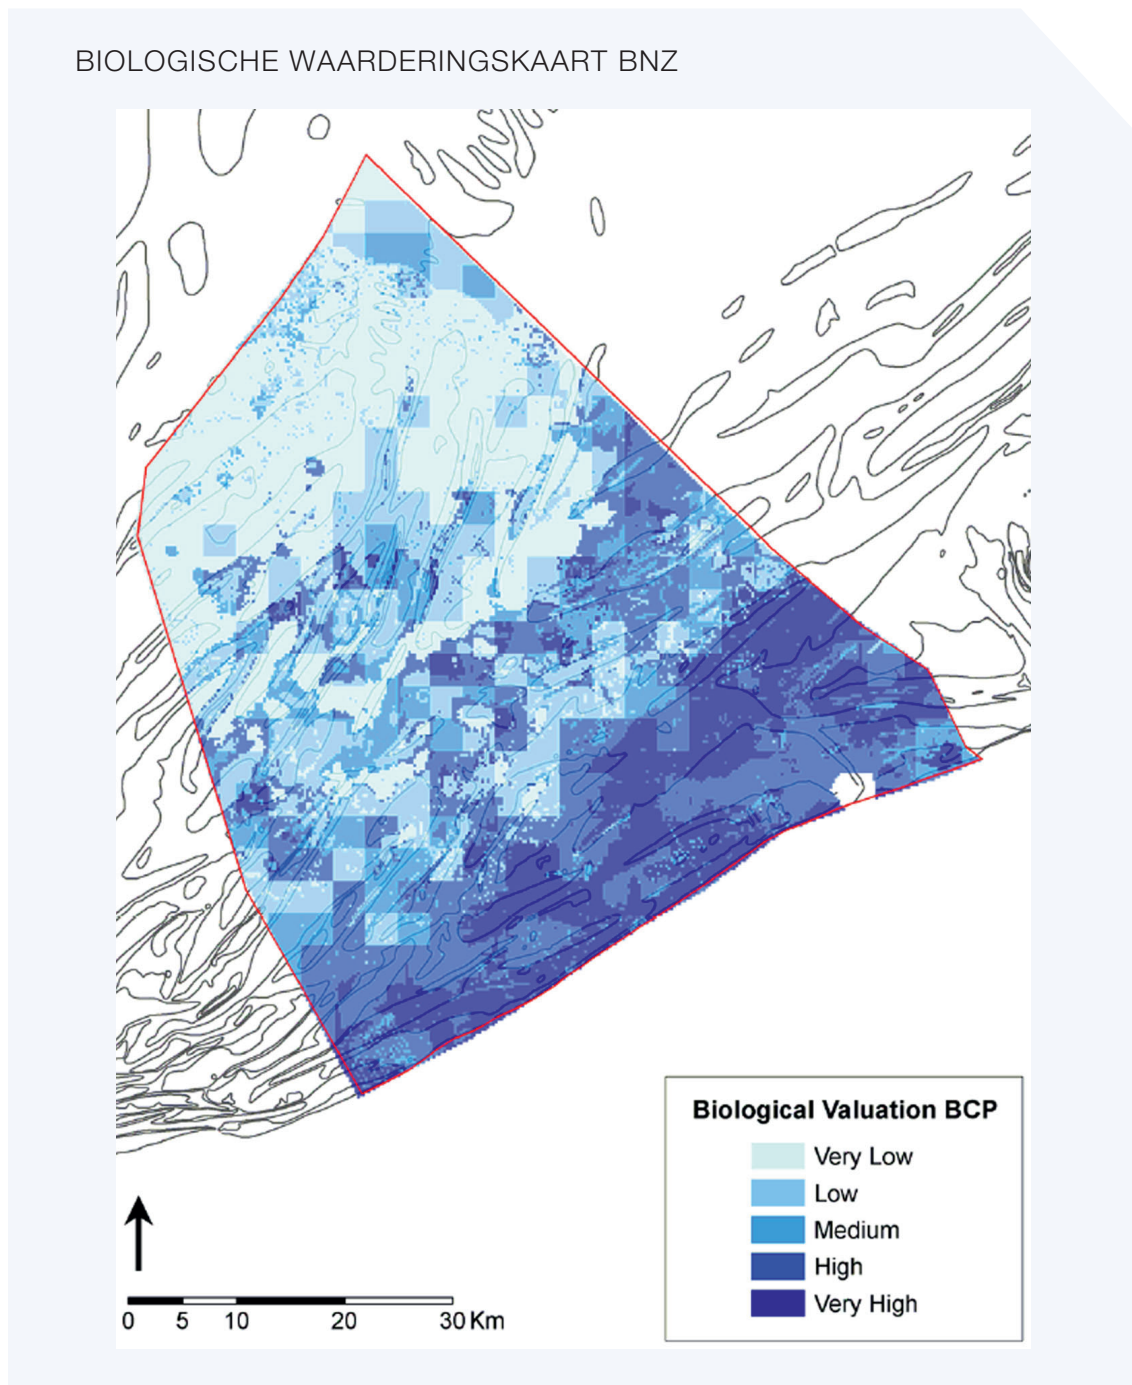 BIOLOGISCHE WAARDERINGSKAART BNZ
Biological Valuation BCP
Very Low
Low
Medium
High
Very High
0 5 10 20 30 Km